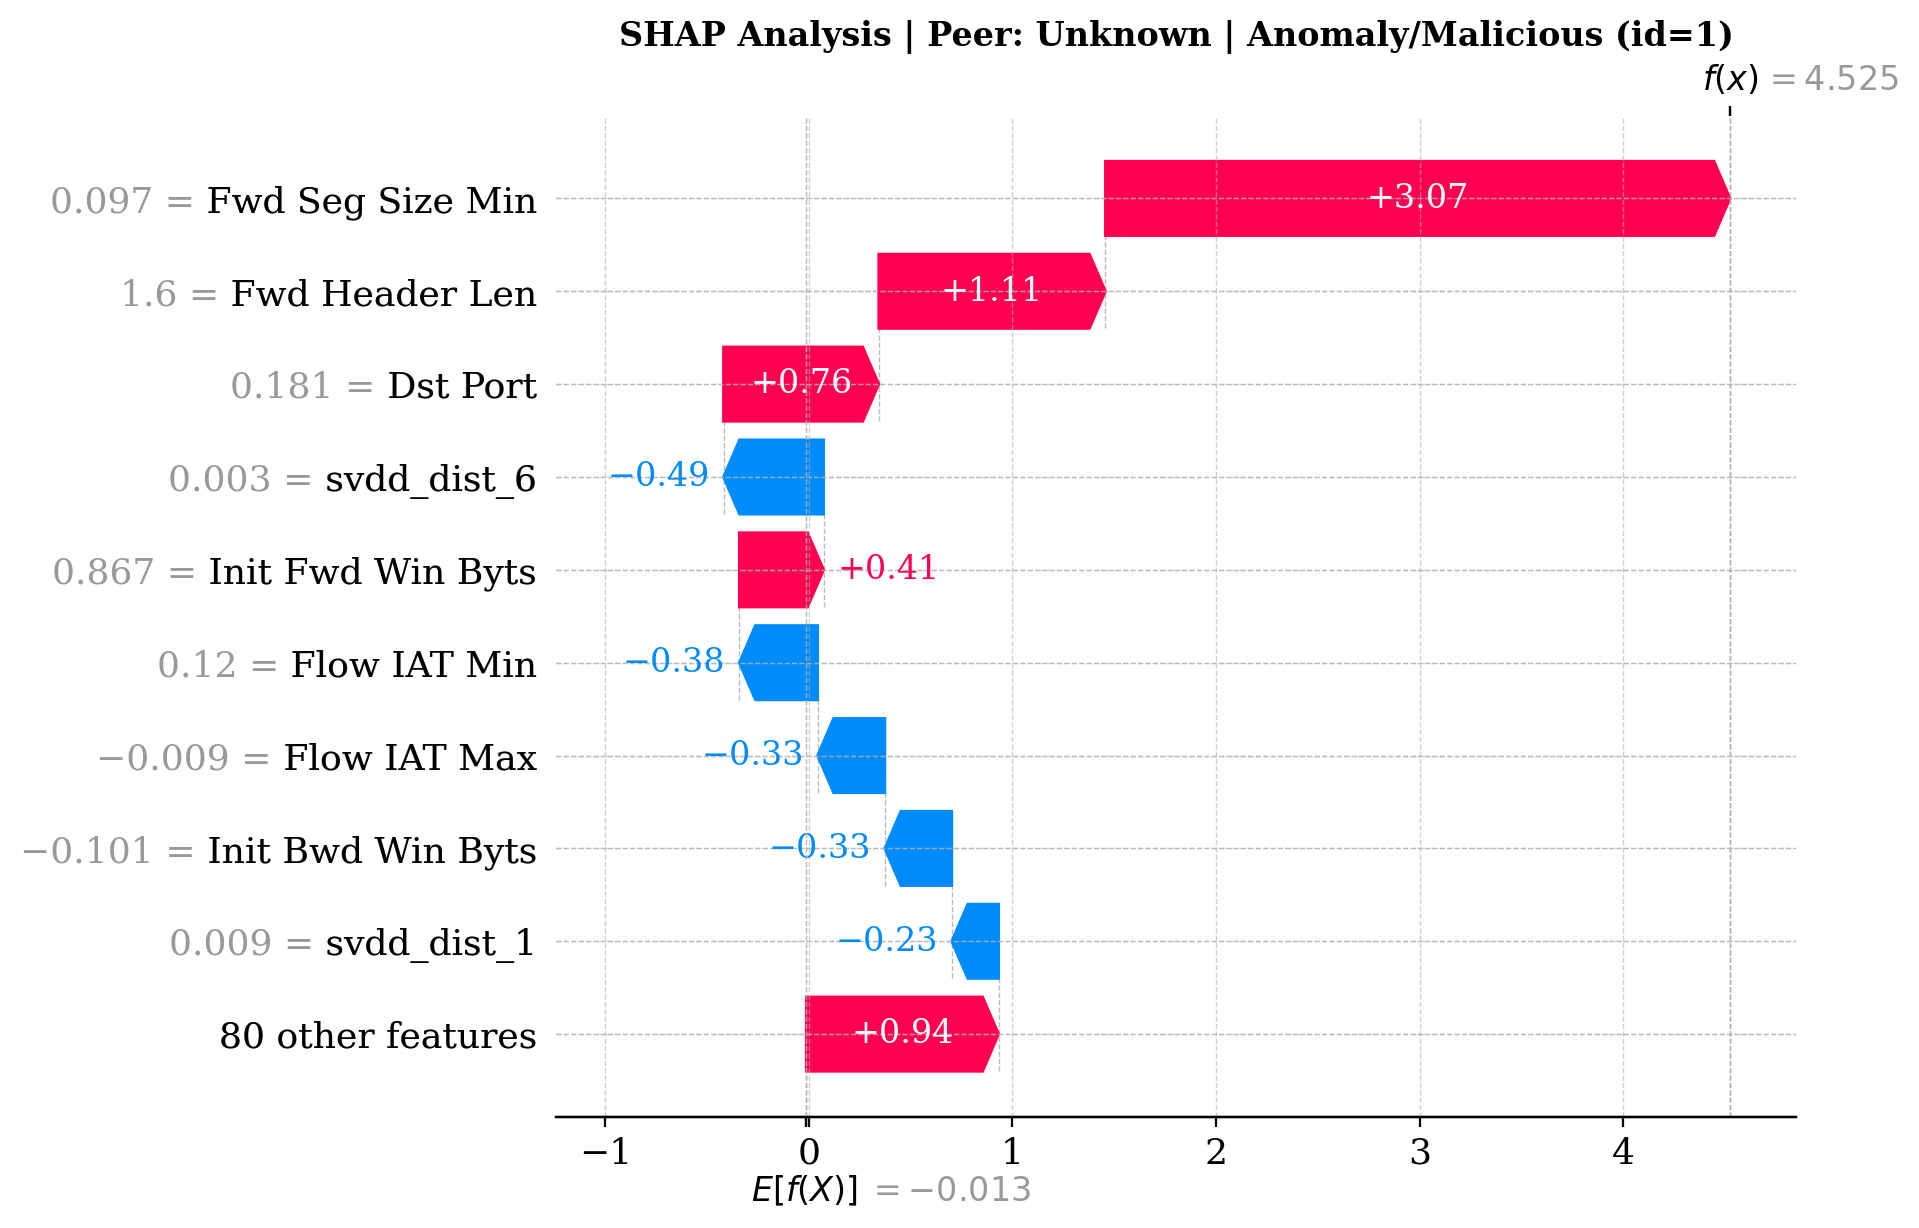 SHAP Analysis | Peer: Unknown | Anomaly/Malicious (id=1)
f(x) = 4.525
0.097 = Fwd Seg Size Min
+3.07
1.6 = Fwd Header Len
+1.11
0.181 = Dst Port
+0.76
0.003 = svdd_dist_6
−0.49
0.867 = Init Fwd Win Byts
+0.41
0.12 = Flow IAT Min
−0.38
−0.009 = Flow IAT Max
−0.33
−0.101 = Init Bwd Win Byts
−0.33
0.009 = svdd_dist_1
−0.23
80 other features
+0.94
−1 0 1 2 3 4
E[f(X)] = −0.013